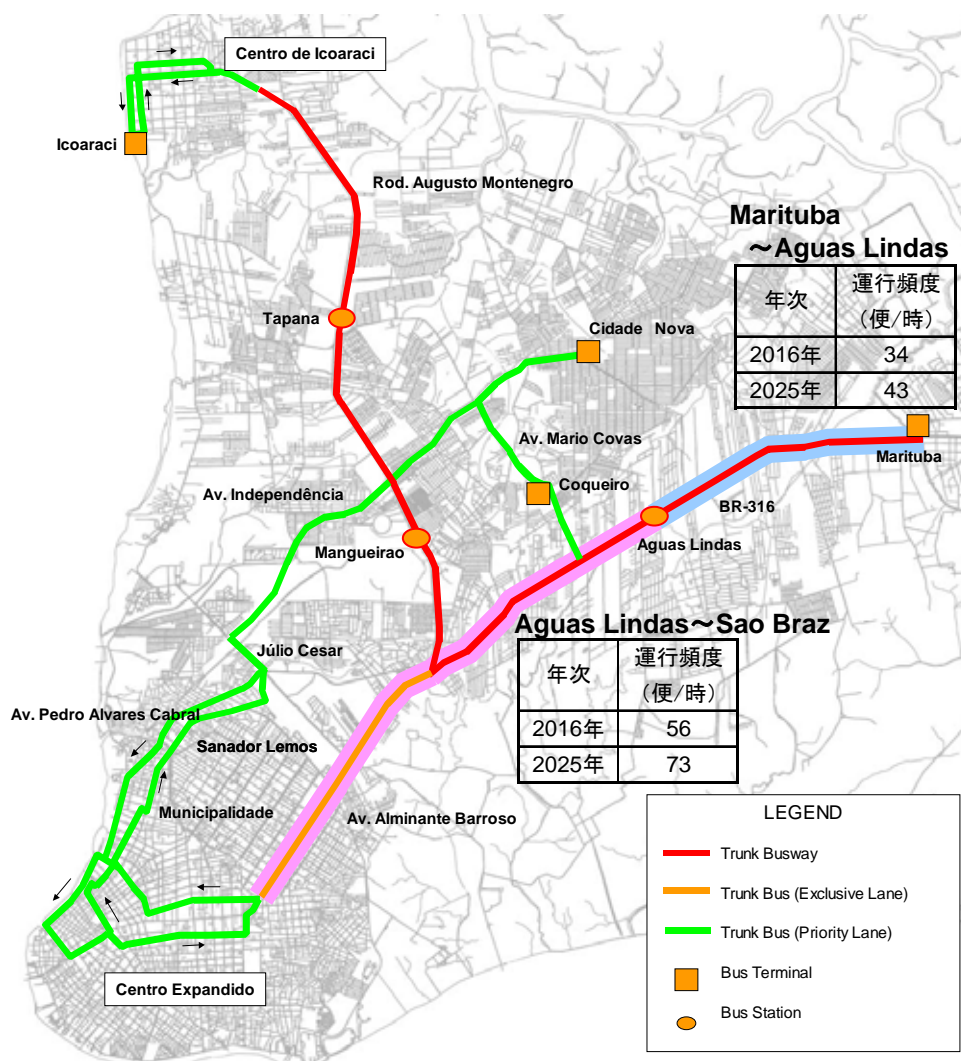 Centro de Icoaraci
Icoaraci
Rod. Augusto Montenegro
Marituba
～Aguas Lindas
年次 運行頻度
（便/時）
2016年 34
2025年 43
Tapana
Cidade Nova
Av. Mario Covas
Marituba
Coqueiro
Av. Independência
BR-316
Mangueirao
Aguas Lindas
Aguas Lindas～Sao Braz
年次 運行頻度
（便/時）
2016年 56
2025年 73
Júlio Cesar
Av. Pedro Alvares Cabral
Sanador Lemos
Municipalidade
Av. Alminante Barroso
Centro Expandido
LEGEND
Trunk Busway
Trunk Bus (Exclusive Lane)
Trunk Bus (Priority Lane)
Bus Terminal
Bus Station